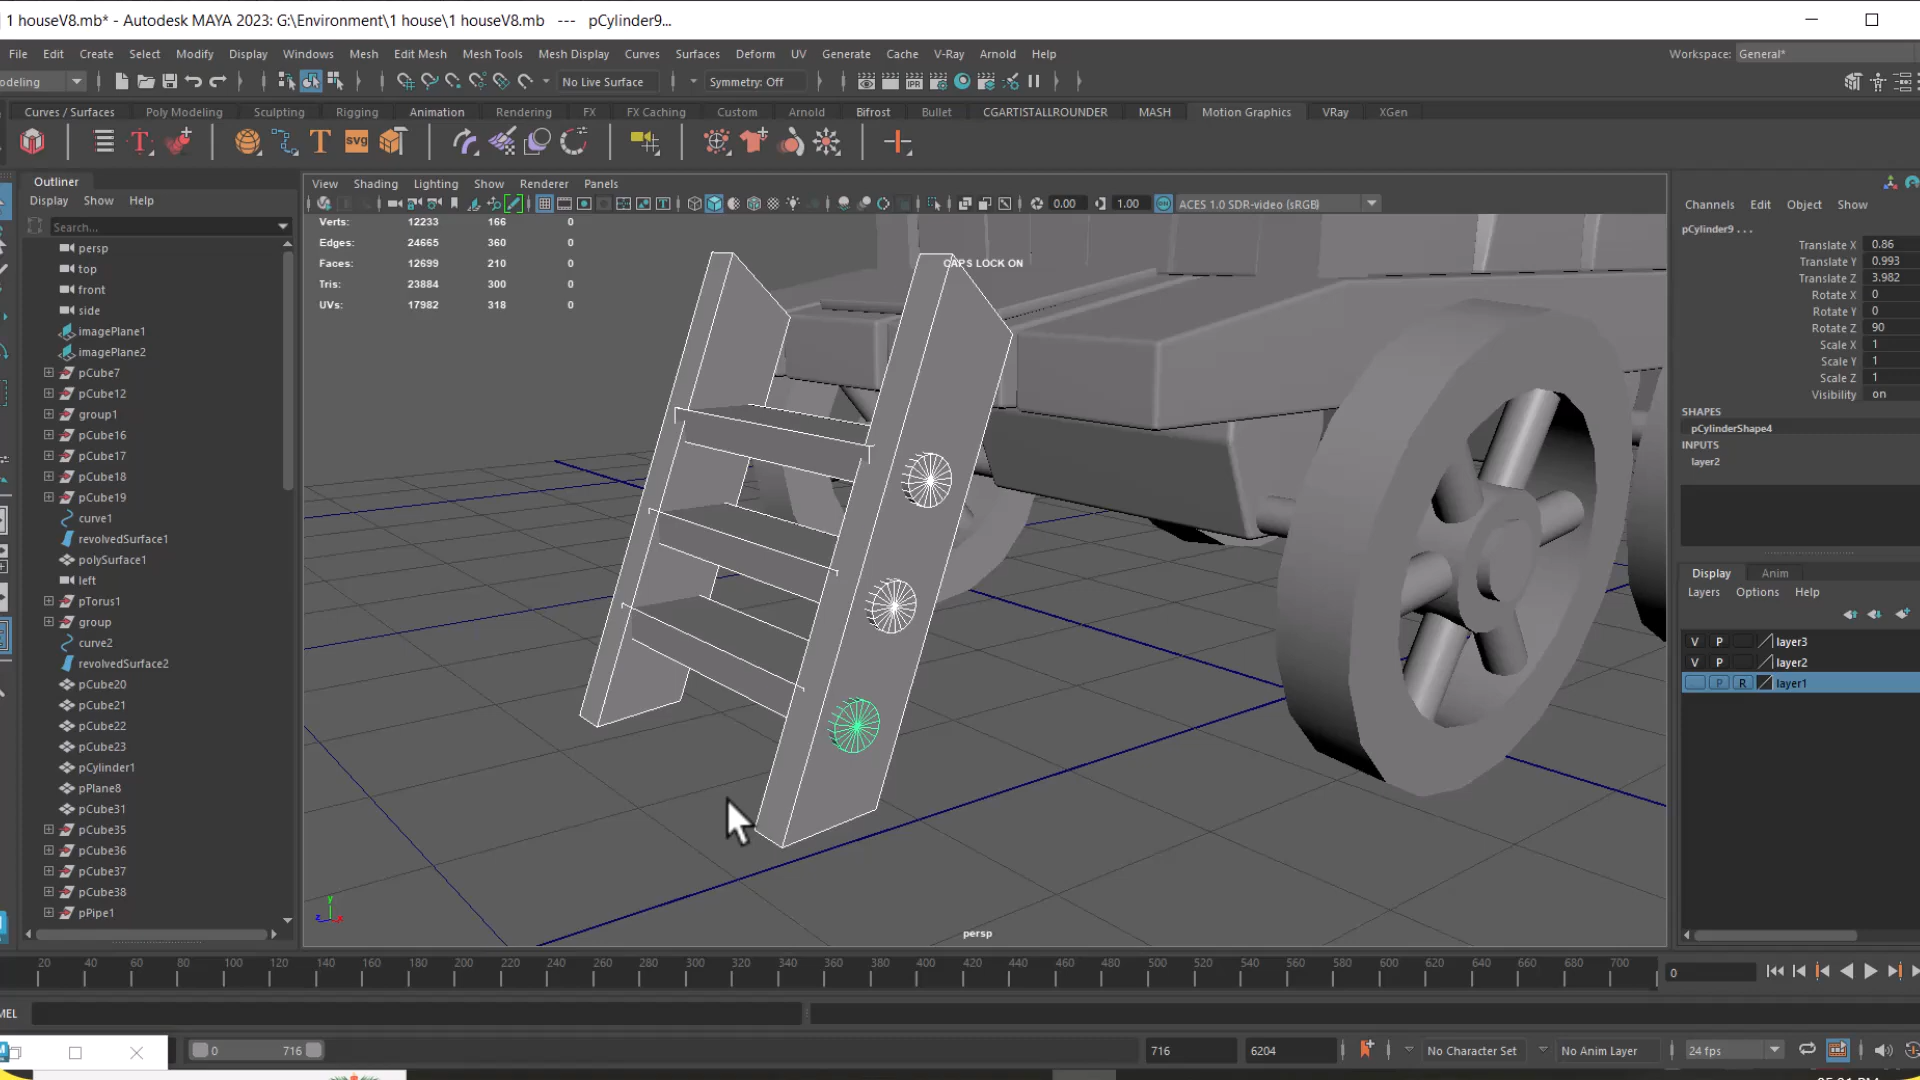 1 houseV8.mb* - Autodesk MAYA 2023: G:\Environment\1 house\1 houseV8.mb --- pCylinder9...
File Edit Create Select Modify Display Windows Mesh Edit Mesh Mesh Tools Mesh Display Curves Surfaces Deform UV Generate Cache V-Ray Arnold Help Workspace: General*
odeling No Live Surface Symmetry: Off IPR
Curves / Surfaces Poly Modeling Sculpting Rigging Animation Rendering FX FX Caching Custom Arnold Bifrost Bullet CGARTISTALLROUNDER MASH Motion Graphics VRay XGen
T T SVG
Outliner
Display Show Help
Search...
persp
top
front
side
imagePlane1
imagePlane2
pCube7
pCube12
group1
pCube16
pCube17
pCube18
pCube19
curve1
revolvedSurface1
polySurface1
left
pTorus1
group
curve2
revolvedSurface2
pCube20
pCube21
pCube22
pCube23
pCylinder1
pPlane8
pCube31
pCube35
pCube36
pCube37
pCube38
pPipe1
View Shading Lighting Show Renderer Panels
0.00 1.00 ON ACES 1.0 SDR-video (sRGB)
Verts: 12233 166 0
Edges: 24665 360 0
Faces: 12699 210 0
Tris: 23884 300 0
UVs: 17982 318 0
CAPS LOCK ON
y
z x
persp
Channels Edit Object Show
pCylinder9 . . .
Translate X 0.86
Translate Y 0.993
Translate Z 3.982
Rotate X 0
Rotate Y 0
Rotate Z 90
Scale X 1
Scale Y 1
Scale Z 1
Visibility on
SHAPES
pCylinderShape4
INPUTS
layer2
Display Anim
Layers Options Help
V P layer3
V P layer2
P R layer1
20 40 60 80 100 120 140 160 180 200 220 240 260 280 300 320 340 360 380 400 420 440 460 480 500 520 540 560 580 600 620 640 660 680 700 0
MEL
0 716 716 6204 No Character Set No Anim Layer 24 fps